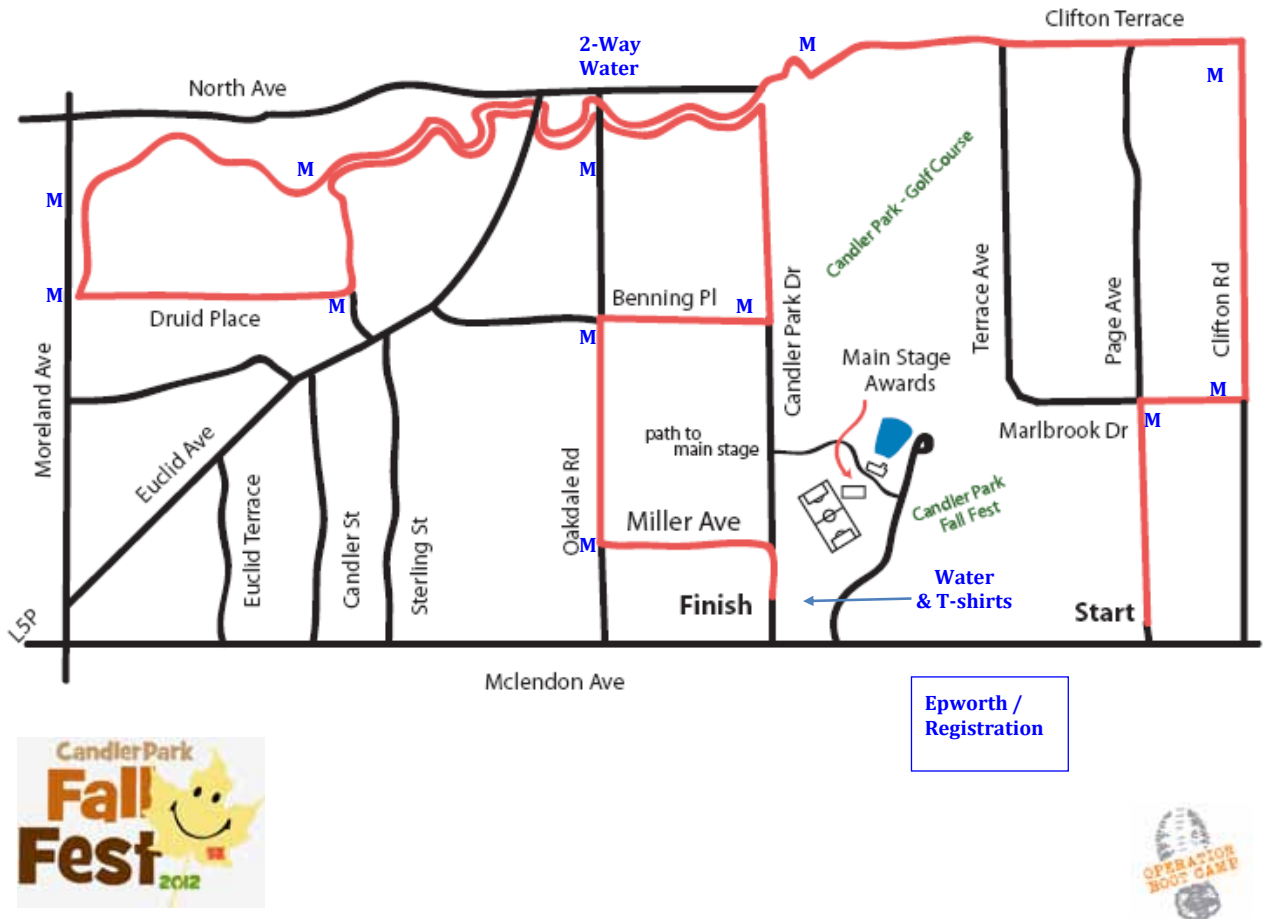 Clifton Terrace
2-Way
Water
M
M
North Ave
M
M
M
Candler Park - Golf Course
M
M
M
M
Benning Pl
Druid Place
M
M
M
M
Moreland Ave
Euclid Ave
Euclid Terrace
Candler St
Sterling St
Oakdale Rd
Candler Park Dr
Terrace Ave
Page Ave
Clifton Rd
Main Stage
Awards
Marlbrook Dr
path to
main stage
Candler Park
Fall Fest
Miller Ave
Finish
Water
& T-shirts
Start
L5P
Mclendon Ave
Epworth /
Registration
Candler Park
Fall
Fest
5K
2012
OPERATION
BOOT CAMP